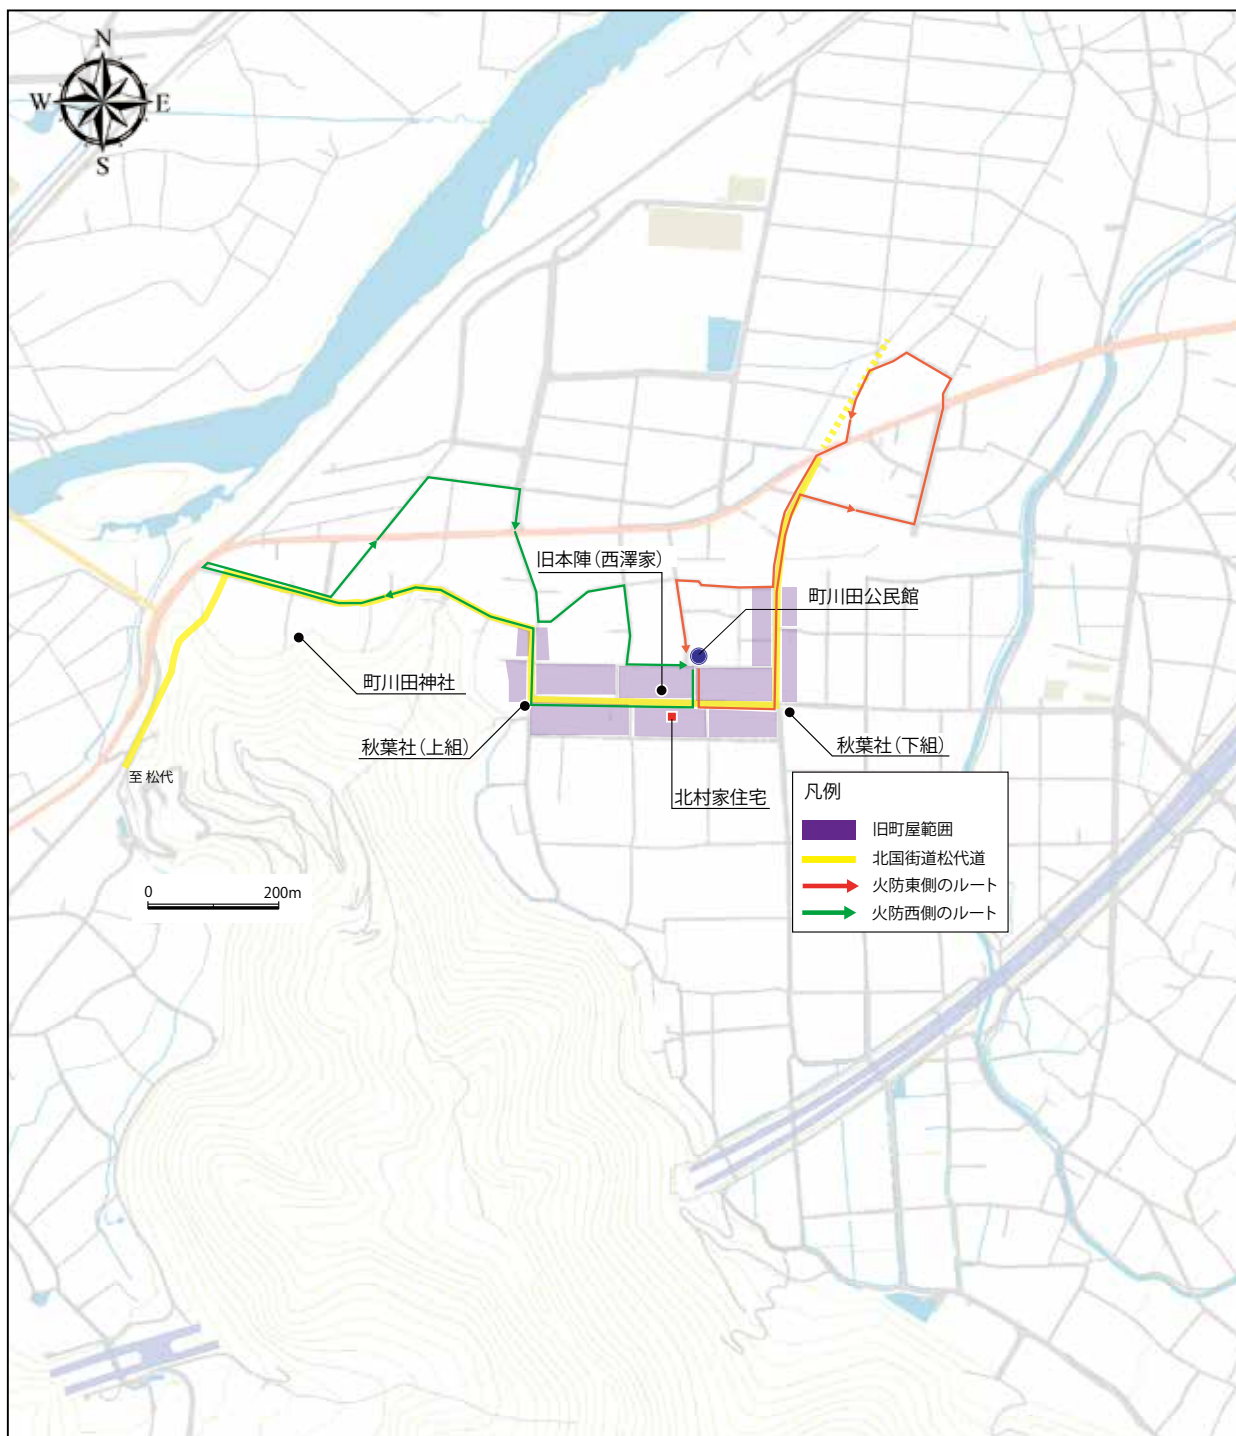 N
W E
S
旧本陣（西澤家）
町川田公民館
町川田神社
秋葉社（上組）
秋葉社（下組）
至 松代
北村家住宅
凡例
旧町屋範囲
北国街道松代道
火防東側のルート
火防西側のルート
0 200m